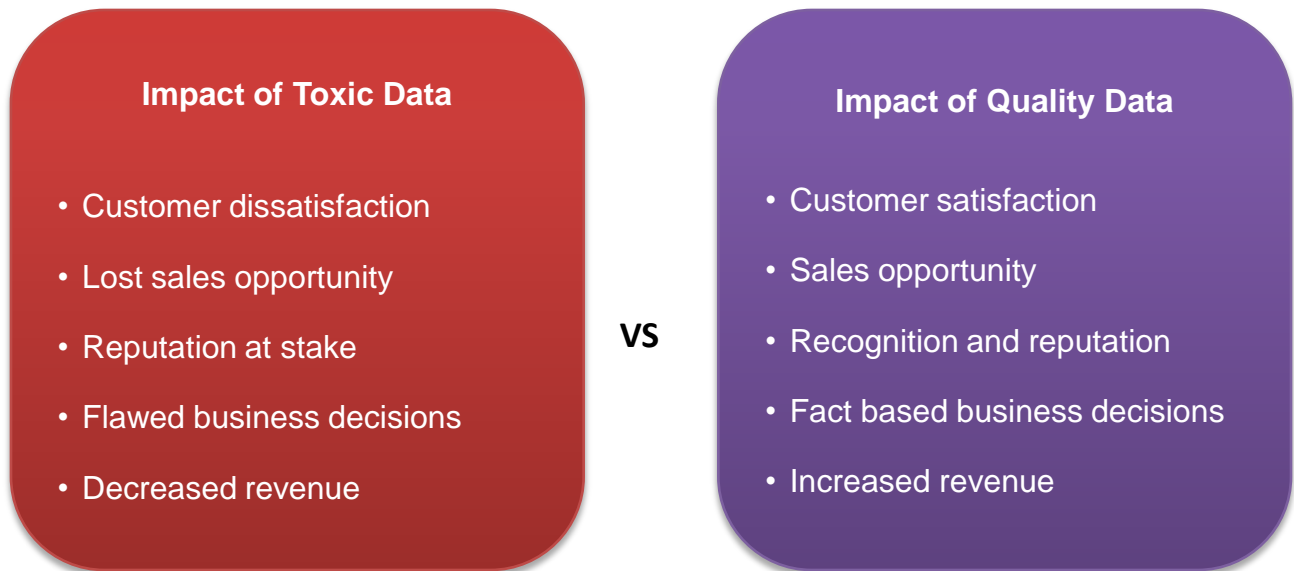 Impact of Toxic Data
• Customer dissatisfaction
• Lost sales opportunity
• Reputation at stake
• Flawed business decisions
• Decreased revenue
VS
Impact of Quality Data
• Customer satisfaction
• Sales opportunity
• Recognition and reputation
• Fact based business decisions
• Increased revenue